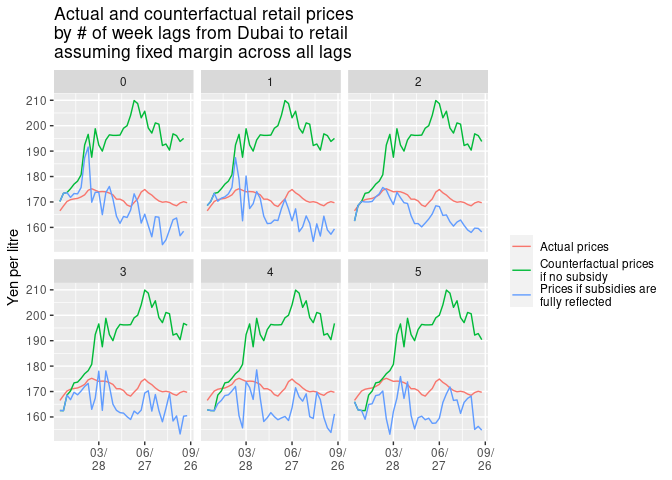 Actual and counterfactual retail prices
by # of week lags from Dubai to retail
assuming fixed margin across all lags
0 1 2
210
200
190
180
170
160
3 4 5
210
200
190
180
170
160
Yen per litre
03/ 06/ 09/ 03/ 06/ 09/ 03/ 06/ 09/
28 27 26 28 27 26 28 27 26
Actual prices
Counterfactual prices
if no subsidy
Prices if subsidies are
fully reflected